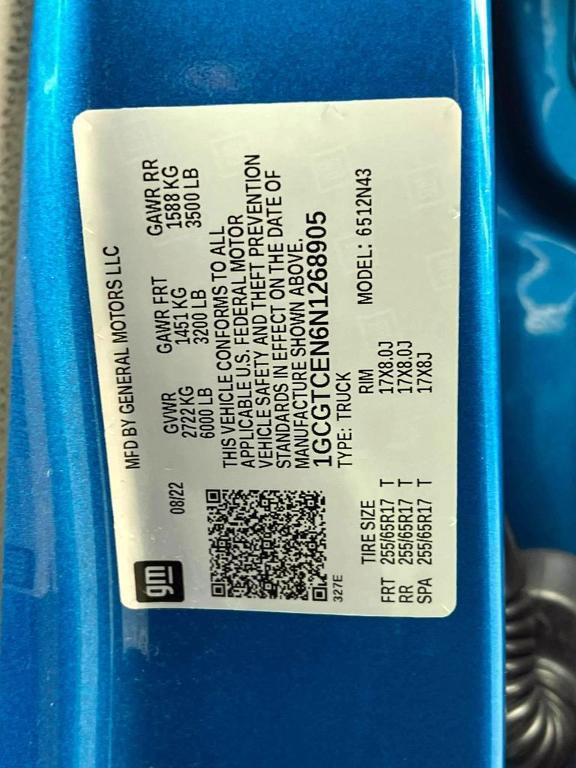 gm
08/22
MFD BY GENERAL MOTORS LLC
GVWR GAWR FRT GAWR RR
2722 KG 1451 KG 1588 KG
6000 LB 3200 LB 3500 LB
THIS VEHICLE CONFORMS TO ALL
APPLICABLE U.S. FEDERAL MOTOR
VEHICLE SAFETY AND THEFT PREVENTION
STANDARDS IN EFFECT ON THE DATE OF
MANUFACTURE SHOWN ABOVE.
1GCGTCEN6N1268905
TYPE: TRUCK MODEL: 6512N43
327E
TIRE SIZE RIM
FRT 255/65R17 T 17X8.0J
RR 255/65R17 T 17X8.0J
SPA 255/65R17 T 17X8J